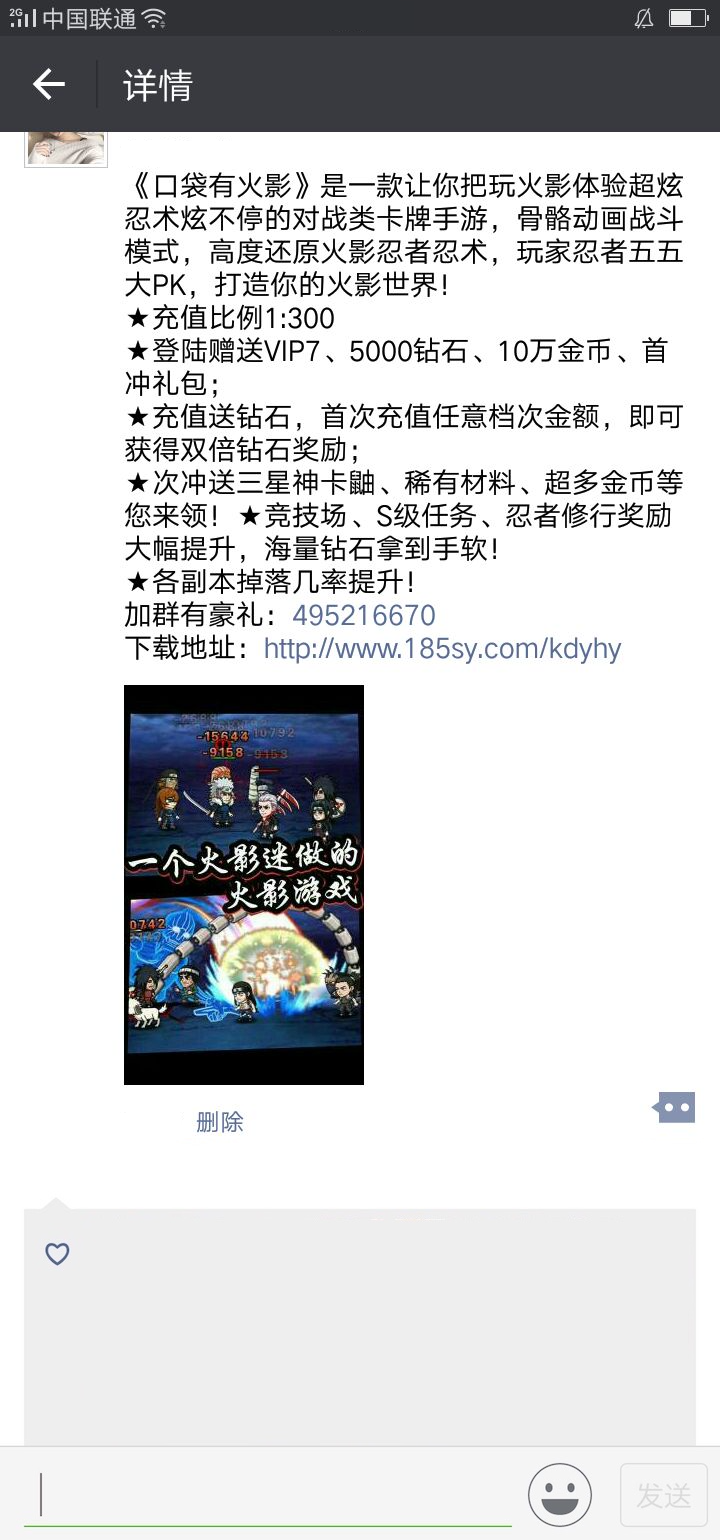 2G 中国联通
详情
《口袋有火影》是一款让你把玩火影体验超炫
忍术炫不停的对战类卡牌手游，骨骼动画战斗
模式，高度还原火影忍者忍术，玩家忍者五五
大PK，打造你的火影世界！
★充值比例1:300
★登陆赠送VIP7、5000钻石、10万金币、首
冲礼包；
★充值送钻石，首次充值任意档次金额，即可
获得双倍钻石奖励；
★次冲送三星神卡鼬、稀有材料、超多金币等
您来领！★竞技场、S级任务、忍者修行奖励
大幅提升，海量钻石拿到手软！
★各副本掉落几率提升！
加群有豪礼：495216670
下载地址：http://www.185sy.com/kdyhy
-15644 10792
-9158 -9158
一个火影迷做的
火影游戏
0742
删除
发送